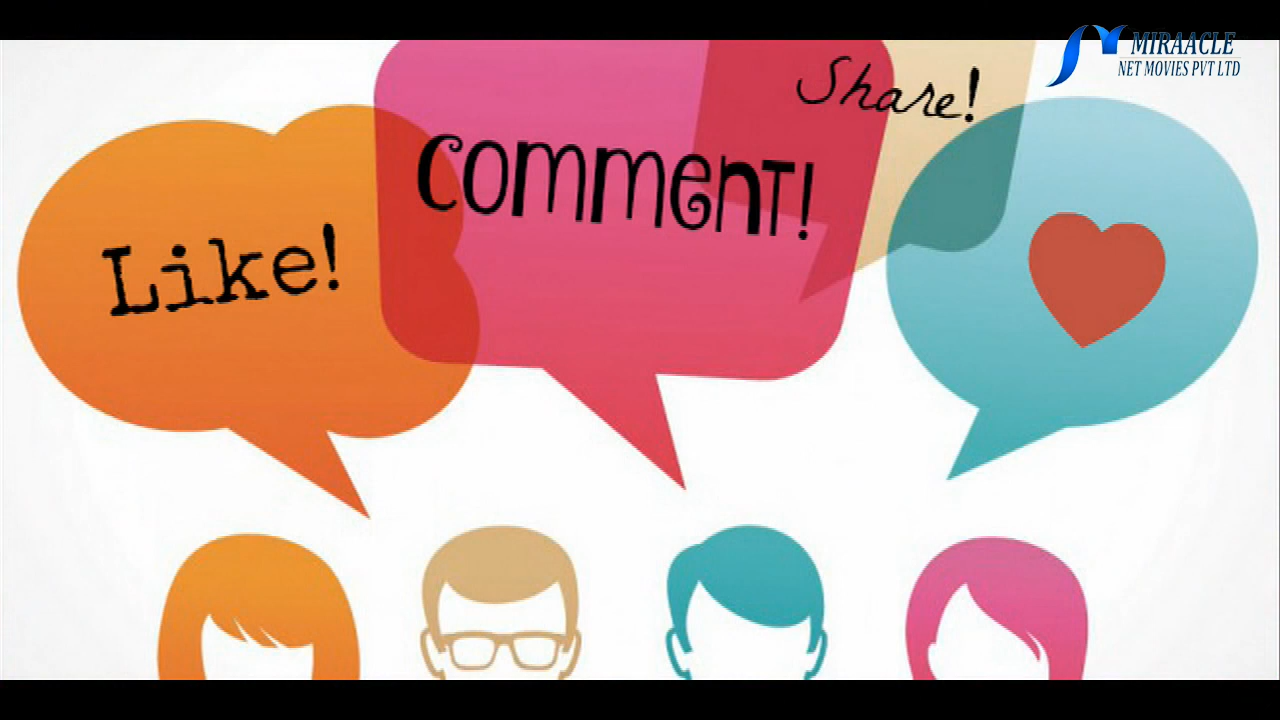 MIRAACLE
NET MOVIES PVT LTD
Share!
Comment!
Like!